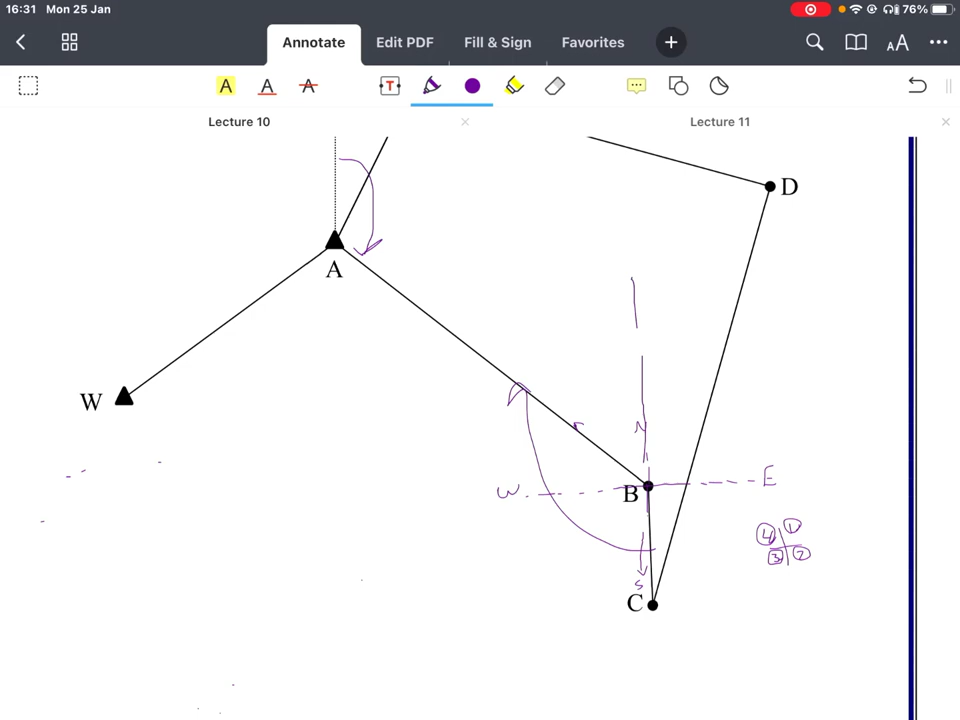 16:31 Mon 25 Jan 76%
Annotate Edit PDF Fill & Sign Favorites
A A A T
Lecture 10 Lecture 11
D
A
W
N
W E
B
4 1
3 2
S
C